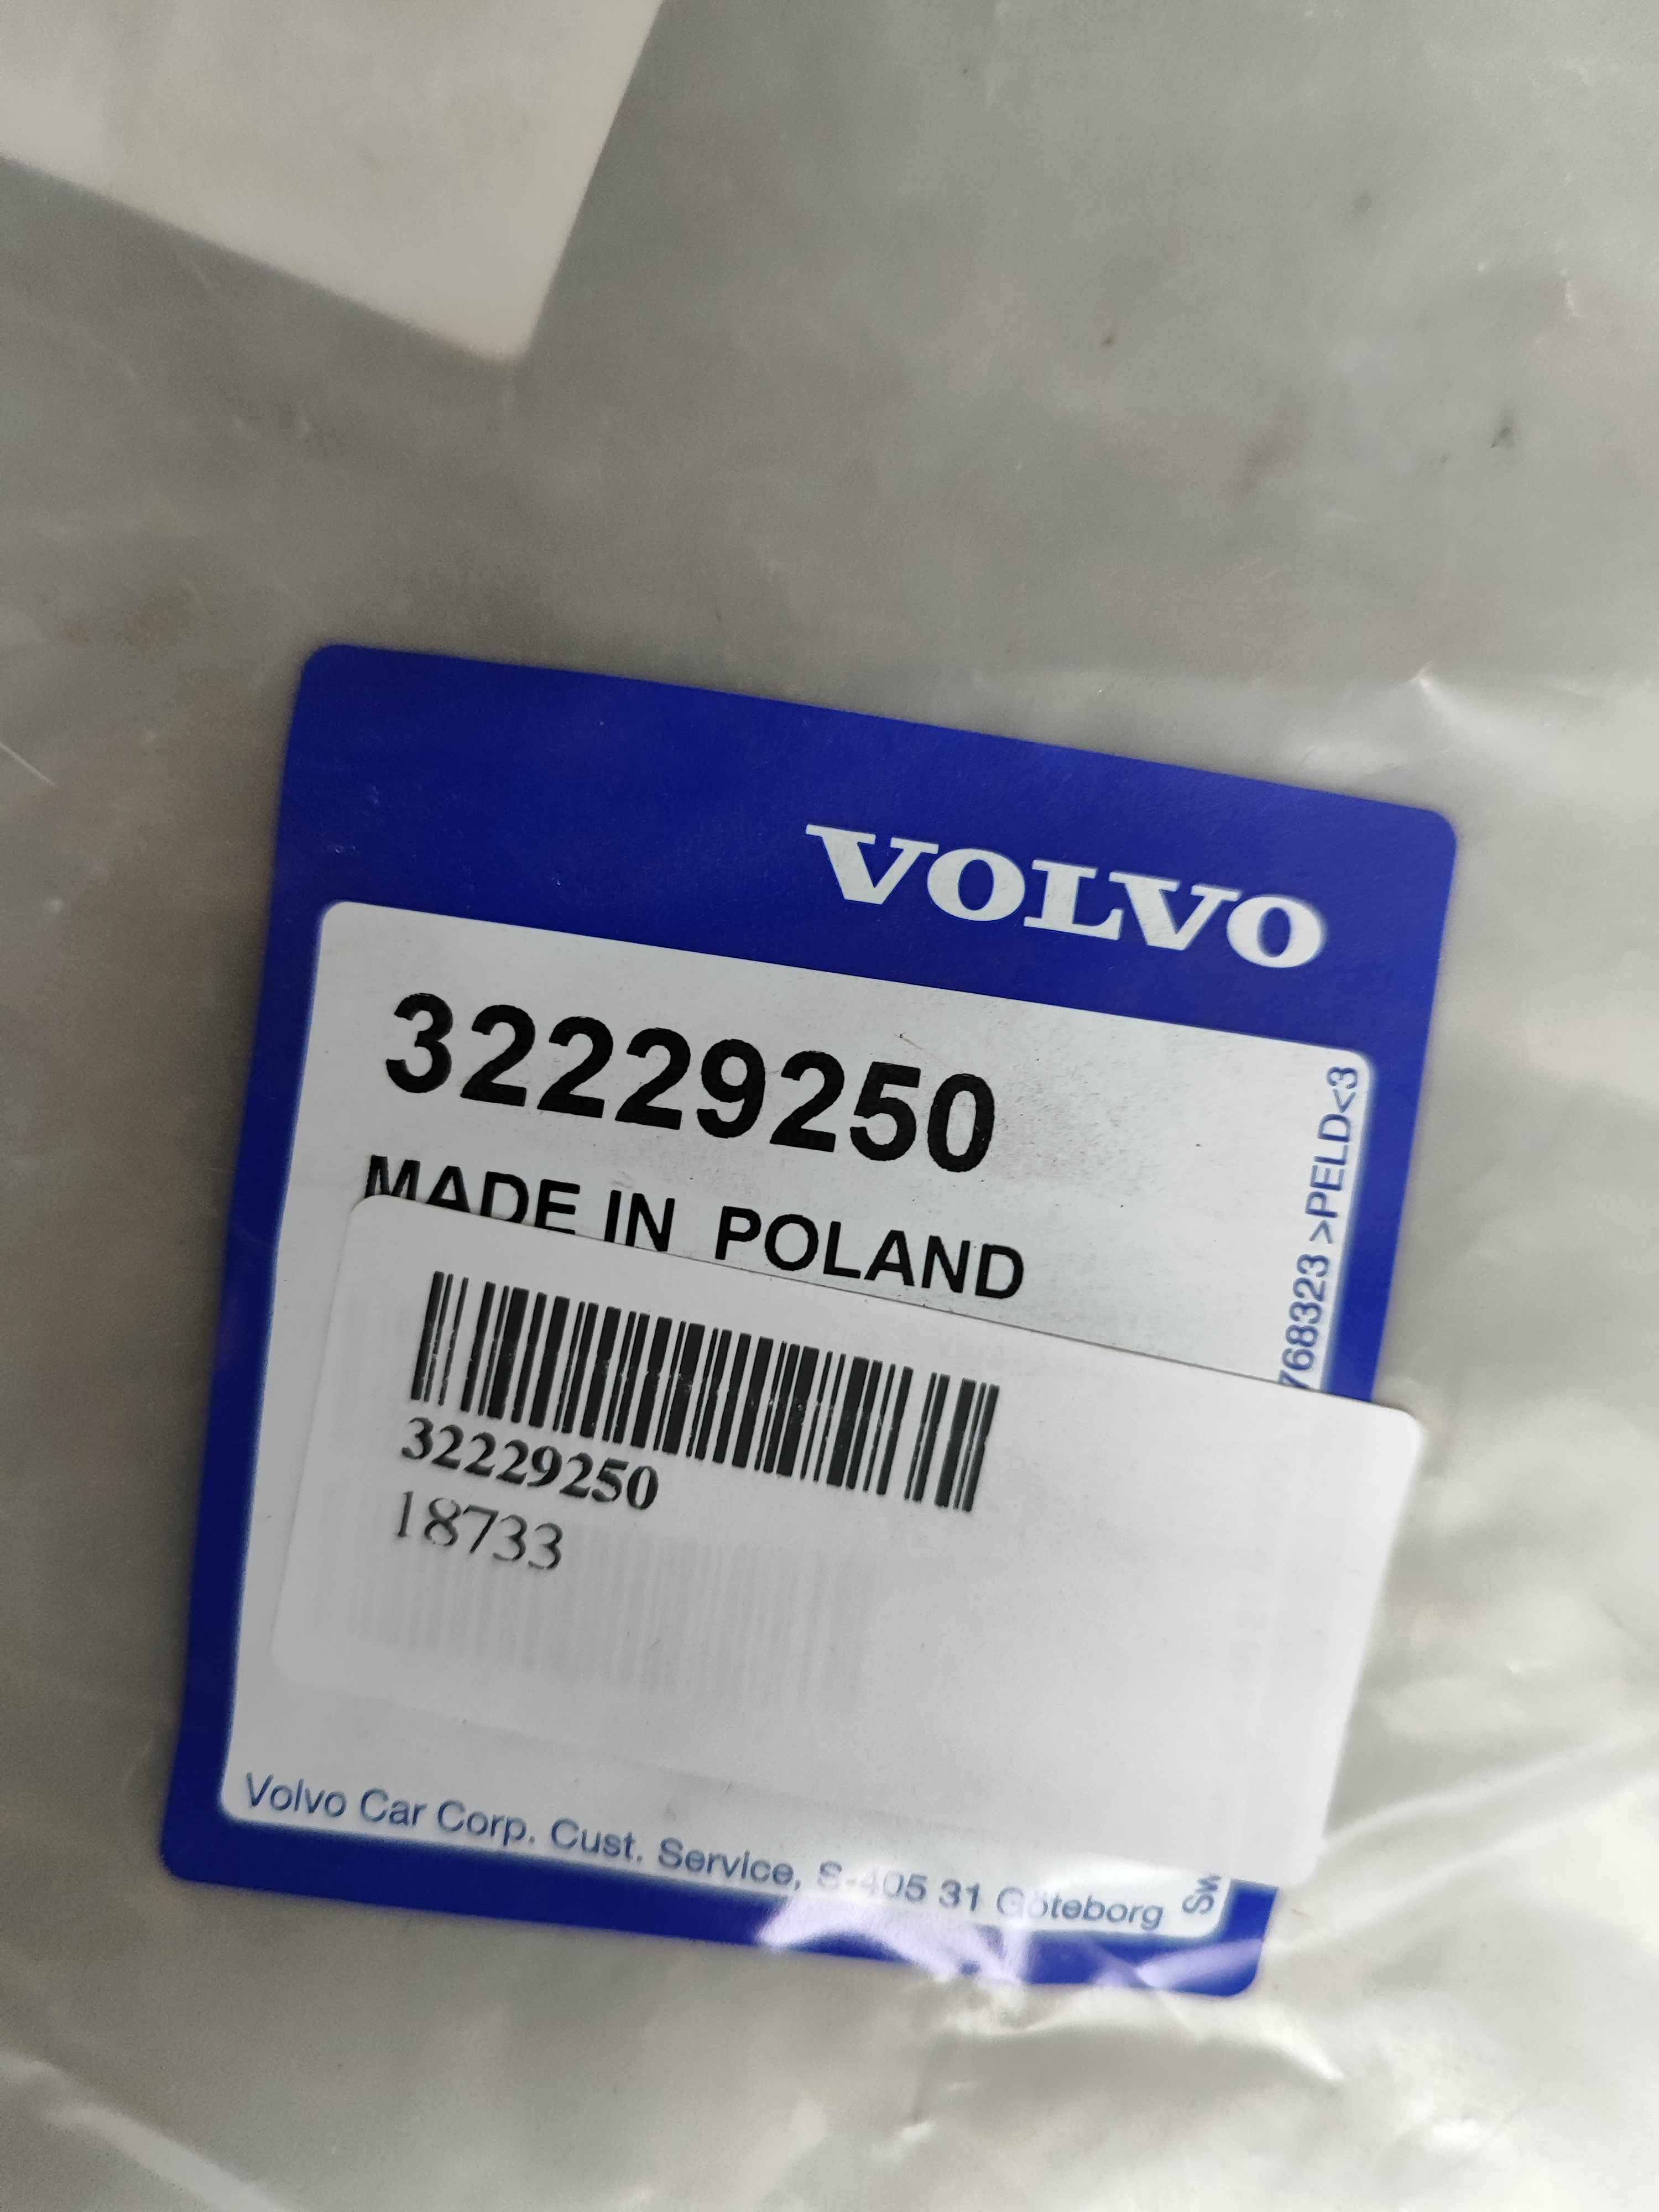 VOLVO
32229250
MADE IN POLAND
768323 >PELD<3
32229250
18733
Volvo Car Corp. Cust. Service, S-405 31 Göteborg